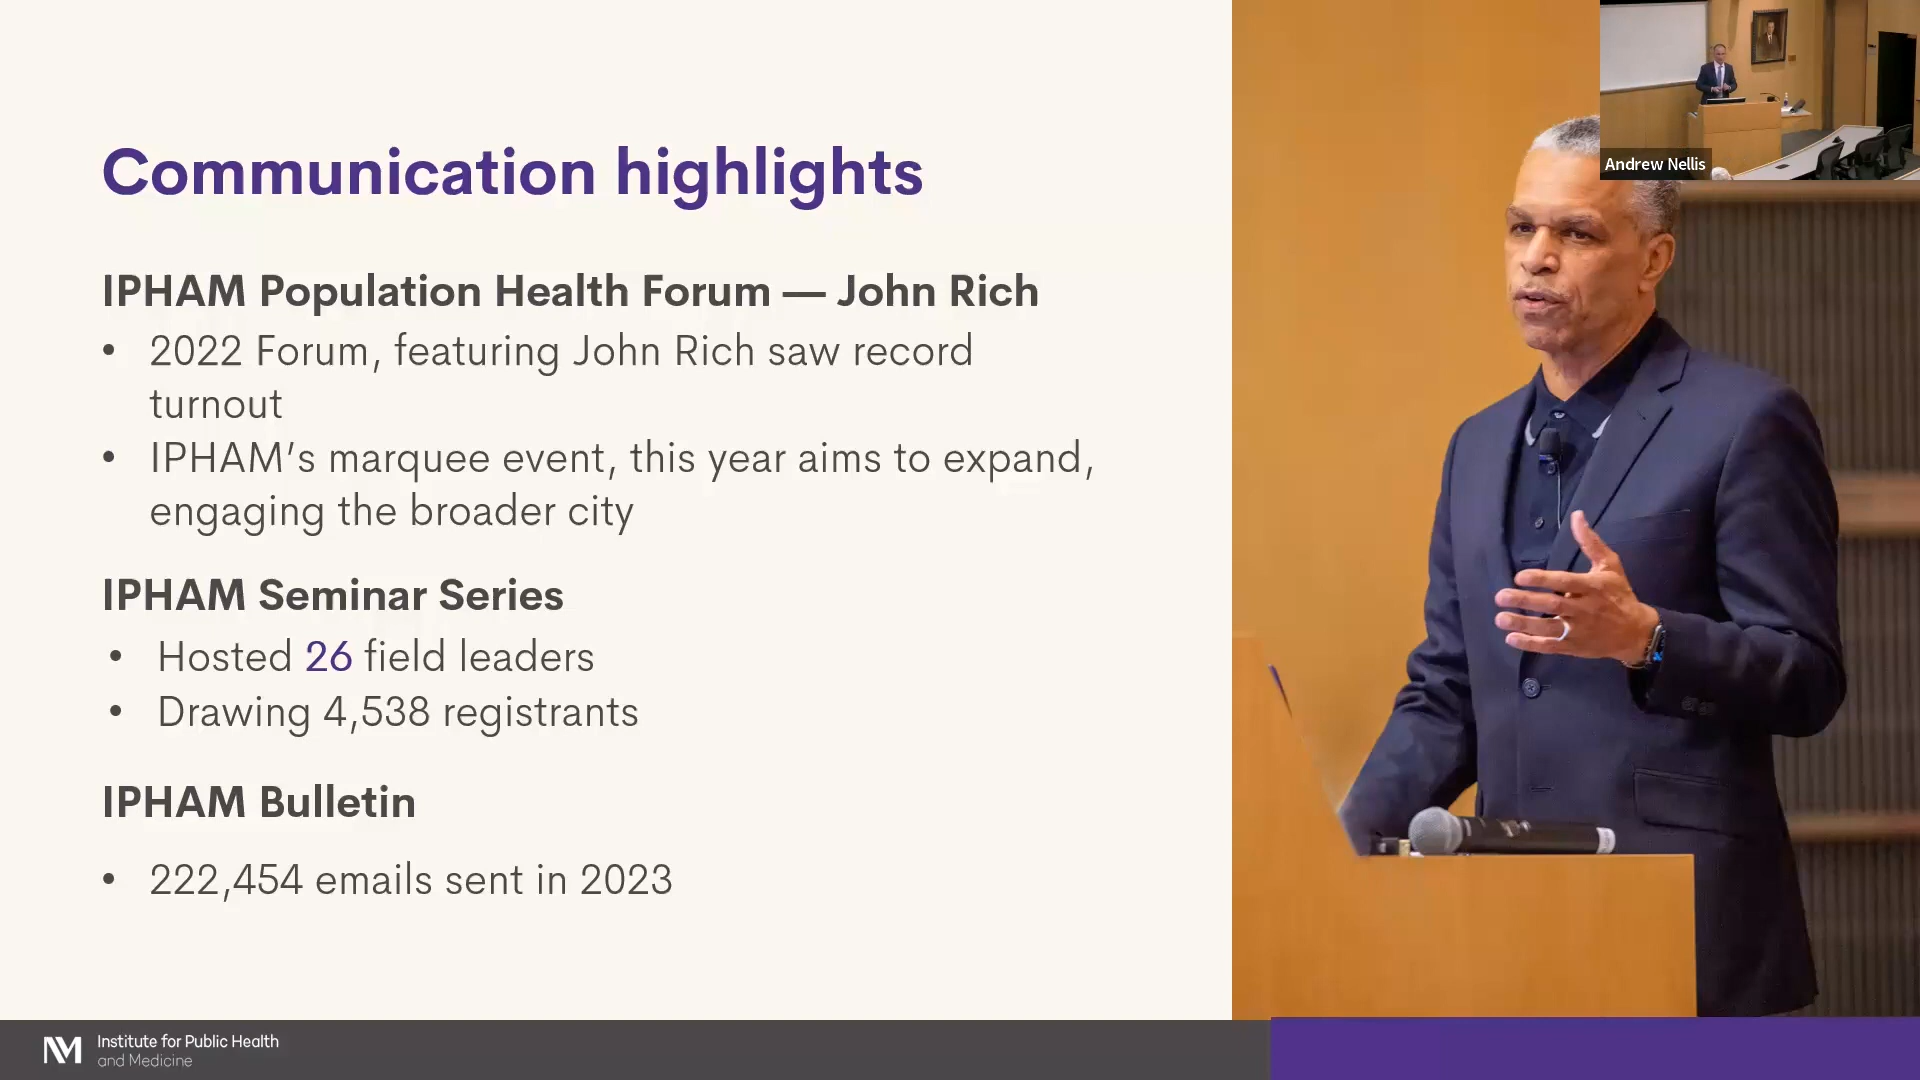 Communication highlights
IPHAM Population Health Forum — John Rich
• 2022 Forum, featuring John Rich saw record
turnout
• IPHAM’s marquee event, this year aims to expand,
engaging the broader city
IPHAM Seminar Series
• Hosted 26 field leaders
• Drawing 4,538 registrants
IPHAM Bulletin
• 222,454 emails sent in 2023
Andrew Nellis
NM
Institute for Public Health
and Medicine